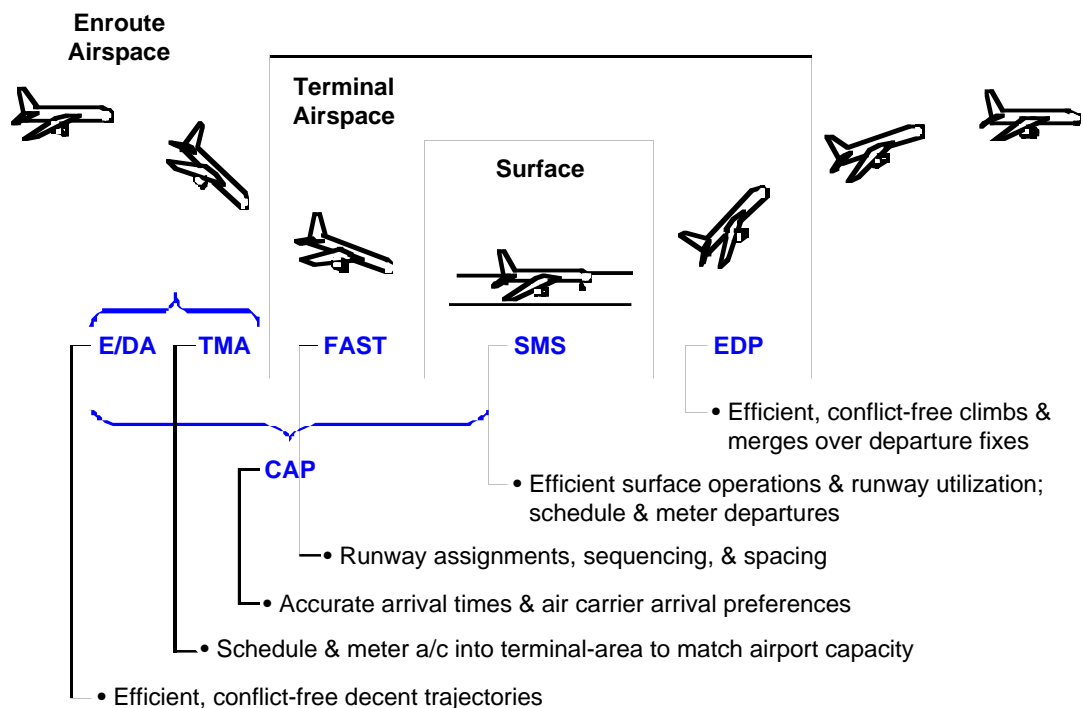 Enroute
Airspace
Terminal
Airspace
Surface
E/DA
TMA
FAST
SMS
EDP
• Efficient, conflict-free climbs &
merges over departure fixes
CAP
• Efficient surface operations & runway utilization;
schedule & meter departures
• Runway assignments, sequencing, & spacing
• Accurate arrival times & air carrier arrival preferences
• Schedule & meter a/c into terminal-area to match airport capacity
• Efficient, conflict-free decent trajectories